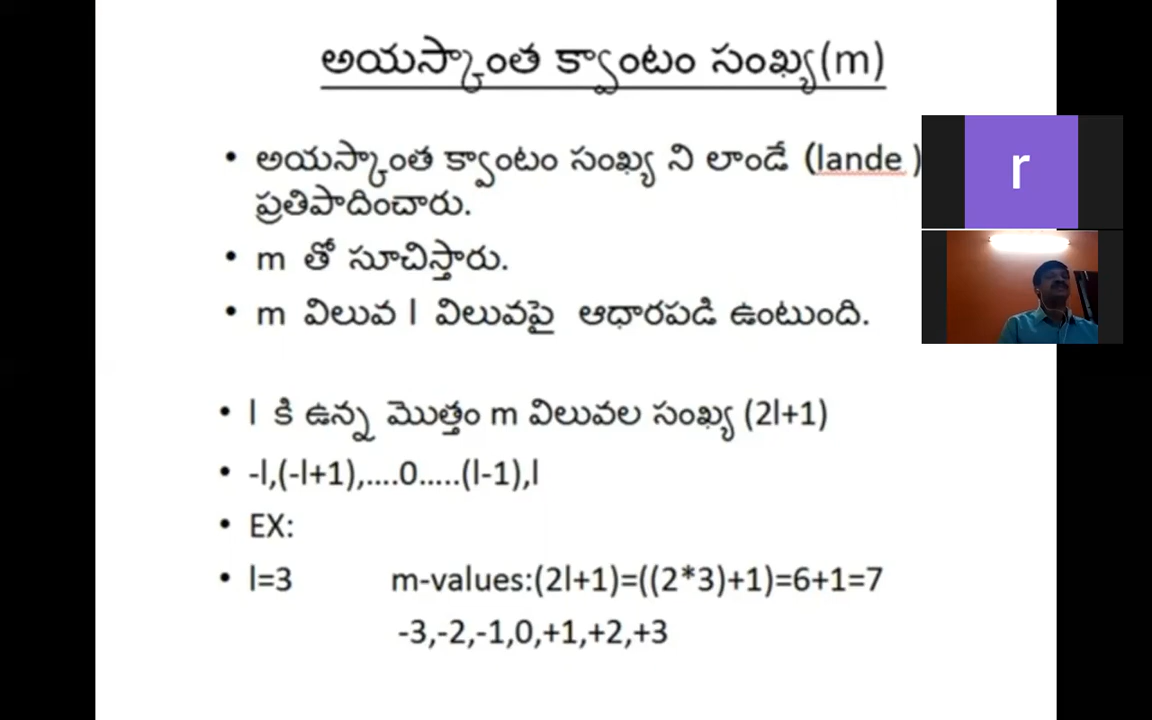 అయస్కాంత క్వాంటం సంఖ్య(m)
• అయస్కాంత క్వాంటం సంఖ్య ని లాండే (lande )
ప్రతిపాదించారు.
• m తో సూచిస్తారు.
• m విలువ l విలువపై ఆధారపడి ఉంటుంది.
• l కి ఉన్న మొత్తం m విలువల సంఖ్య (2l+1)
• -l,(-l+1),....0.....(l-1),l
• EX:
• l=3 m-values:(2l+1)=((2*3)+1)=6+1=7
-3,-2,-1,0,+1,+2,+3
r